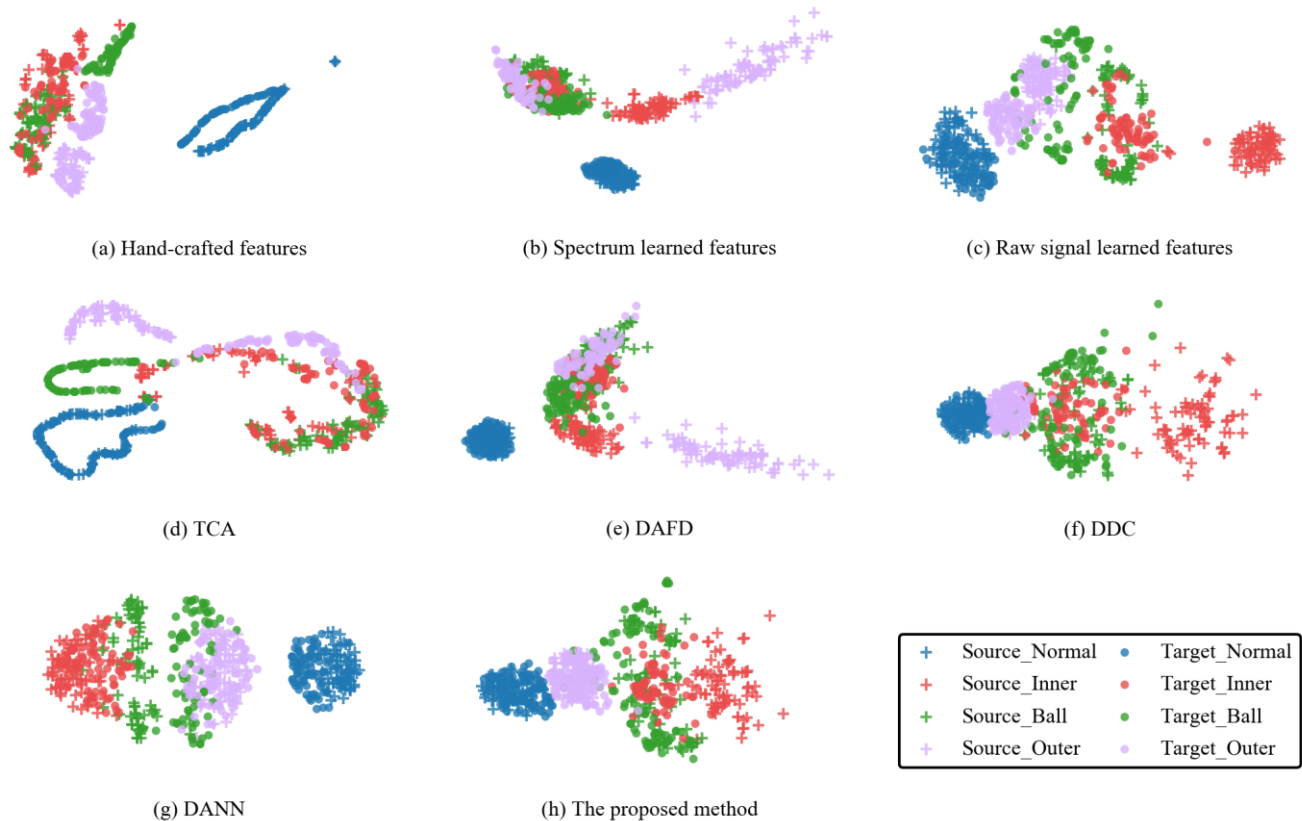 (a) Hand-crafted features
(b) Spectrum learned features
(c) Raw signal learned features
(d) TCA
(e) DAFD
(f) DDC
Source_Normal Target_Normal
Source_Inner Target_Inner
Source_Ball Target_Ball
Source_Outer Target_Outer
(g) DANN
(h) The proposed method